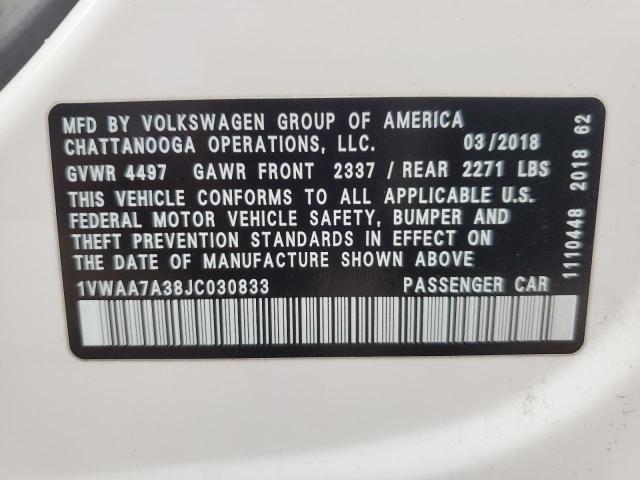 MFD BY VOLKSWAGEN GROUP OF AMERICA
CHATTANOOGA OPERATIONS, LLC. 03/2018
GVWR 4497 GAWR FRONT 2337 / REAR 2271 LBS
THIS VEHICLE CONFORMS TO ALL APPLICABLE U.S.
FEDERAL MOTOR VEHICLE SAFETY, BUMPER AND
THEFT PREVENTION STANDARDS IN EFFECT ON
THE DATE OF MANUFACTURE SHOWN ABOVE
1VWAA7A38JC030833 PASSENGER CAR
1110448 2018 62